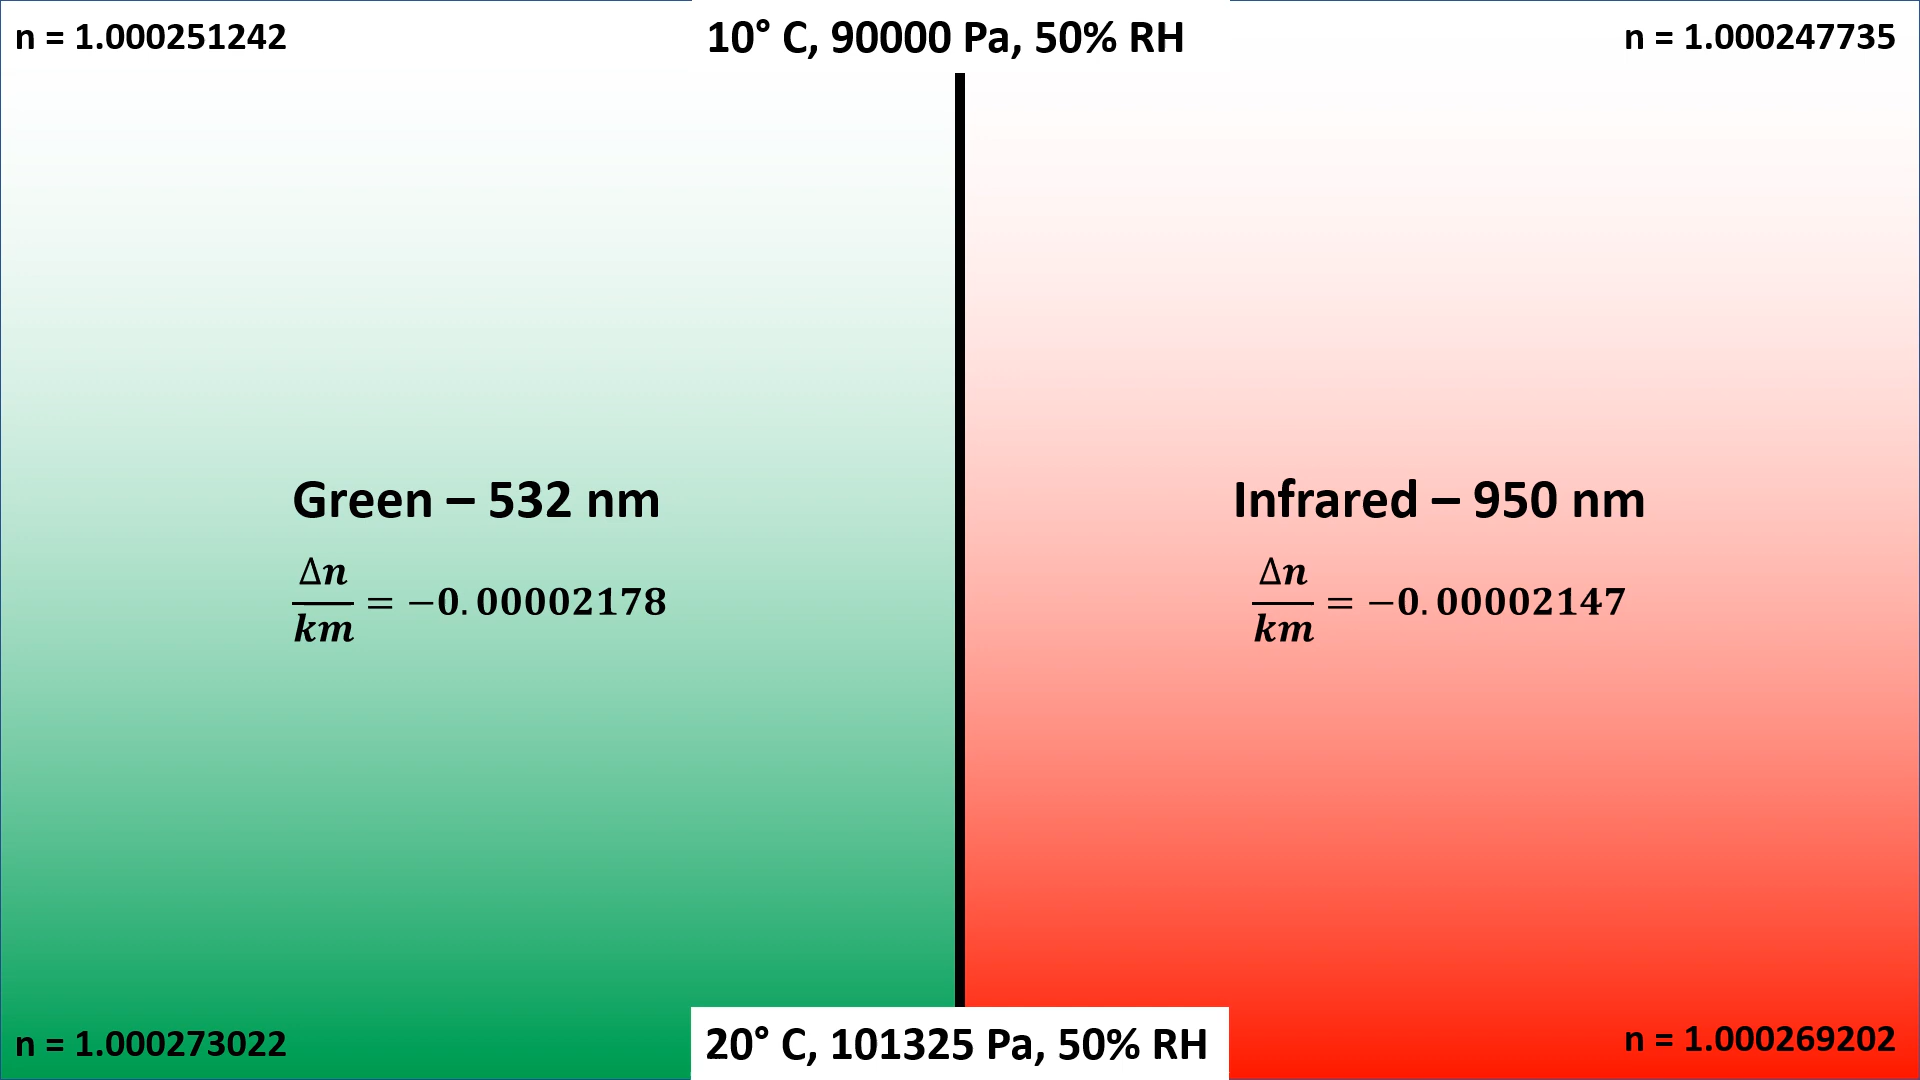 n = 1.000251242
10° C, 90000 Pa, 50% RH
n = 1.000247735
Green – 532 nm
Δn/km = −0.00002178
Infrared – 950 nm
Δn/km = −0.00002147
n = 1.000273022
20° C, 101325 Pa, 50% RH
n = 1.000269202